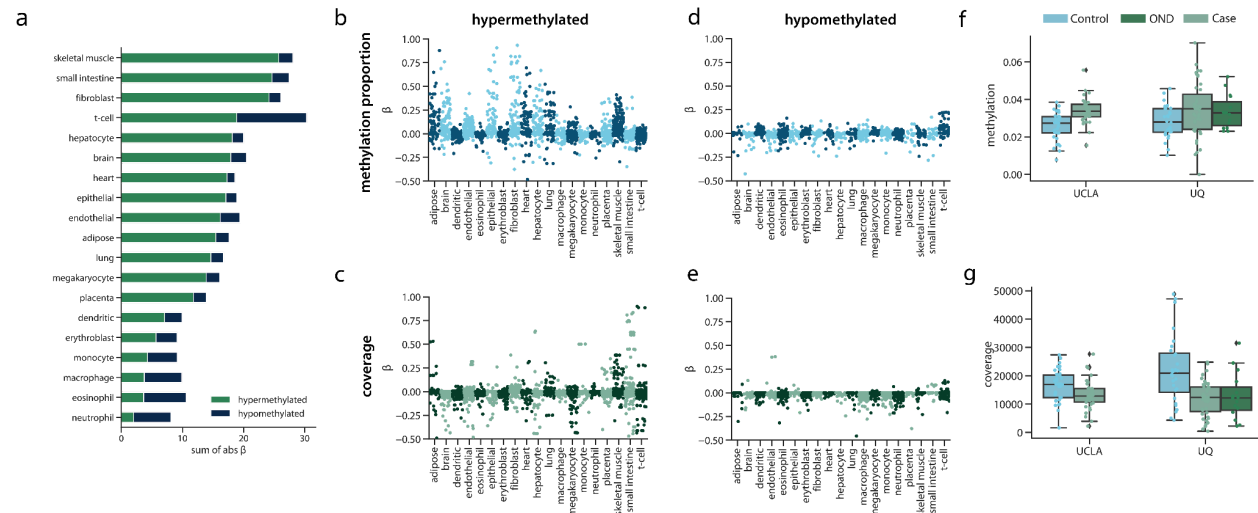 a
skeletal muscle
small intestine
fibroblast
t-cell
hepatocyte
brain
heart
epithelial
endothelial
adipose
lung
megakaryocyte
placenta
dendritic
erythroblast
monocyte
macrophage
eosinophil
neutrophil
hypermethylated
hypomethylated
0 10 20 30
sum of abs β
b
hypermethylated
methylation proportion
β
1.00
0.75
0.50
0.25
0.00
−0.25
−0.50
adipose
brain
dendritic
endothelial
eosinophil
epithelial
erythroblast
fibroblast
heart
hepatocyte
lung
macrophage
megakaryocyte
monocyte
neutrophil
placenta
skeletal muscle
small intestine
t-cell
c
coverage
β
1.00
0.75
0.50
0.25
0.00
−0.25
−0.50
adipose
brain
dendritic
endothelial
eosinophil
epithelial
erythroblast
fibroblast
heart
hepatocyte
lung
macrophage
megakaryocyte
monocyte
neutrophil
placenta
skeletal muscle
small intestine
t-cell
d
hypomethylated
β
1.00
0.75
0.50
0.25
0.00
−0.25
−0.50
adipose
brain
dendritic
endothelial
eosinophil
epithelial
erythroblast
fibroblast
heart
hepatocyte
lung
macrophage
megakaryocyte
monocyte
neutrophil
placenta
skeletal muscle
small intestine
t-cell
e
β
1.00
0.75
0.50
0.25
0.00
−0.25
−0.50
adipose
brain
dendritic
endothelial
eosinophil
epithelial
erythroblast
fibroblast
heart
hepatocyte
lung
macrophage
megakaryocyte
monocyte
neutrophil
placenta
skeletal muscle
small intestine
t-cell
f
Control OND Case
methylation
0.06
0.04
0.02
0.00
UCLA UQ
g
coverage
50000
40000
30000
20000
10000
0
UCLA UQ